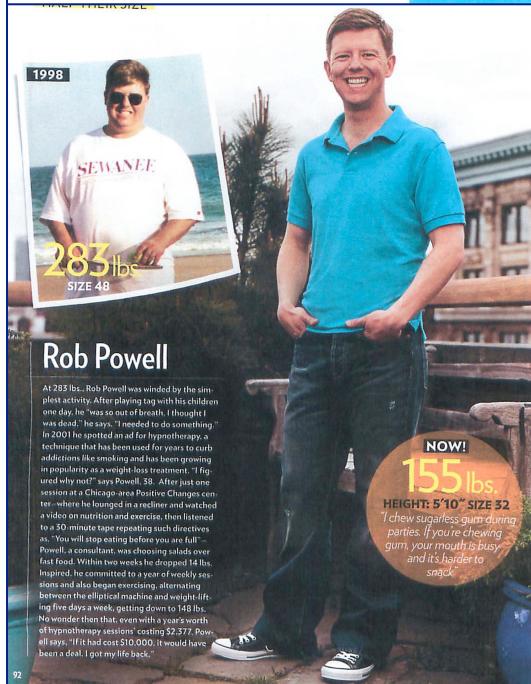 HALF THEIR SIZE
1998
SEWANEE
283 lbs
SIZE 48
Rob Powell
At 283 lbs., Rob Powell was winded by the sim-
plest activity. After playing tag with his children
one day, he "was so out of breath, I thought I
was dead," he says. "I needed to do something."
In 2001 he spotted an ad for hypnotherapy, a
technique that has been used for years to curb
addictions like smoking and has been growing
in popularity as a weight-loss treatment. "I fig-
ured why not?" says Powell, 38. After just one
session at a Chicago-area Positive Changes cen-
ter—where he lounged in a recliner and watched
a video on nutrition and exercise, then listened
to a 30-minute tape repeating such directives
as, "You will stop eating before you are full"—
Powell, a consultant, was choosing salads over
fast food. Within two weeks he dropped 14 lbs.
Inspired, he committed to a year of weekly ses-
sions and also began exercising, alternating
between the elliptical machine and weight-lift-
ing five days a week, getting down to 148 lbs.
No wonder then that, even with a year's worth
of hypnotherapy sessions' costing $2,377, Pow-
ell says, "If it had cost $10,000, it would have
been a deal. I got my life back."
NOW!
155 lbs.
HEIGHT: 5'10" SIZE 32
"I chew sugarless gum during
parties. If you're chewing
gum, your mouth is busy
and it's harder to
snack"
92